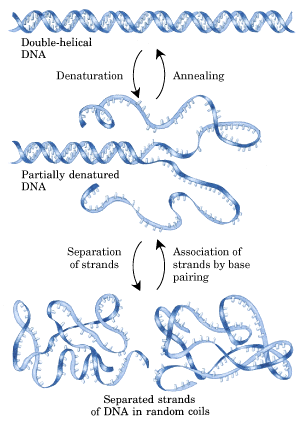 Double-helical
DNA
Denaturation
Annealing
Partially denatured
DNA
Separation
of strands
Association of
strands by base
pairing
Separated strands
of DNA in random coils